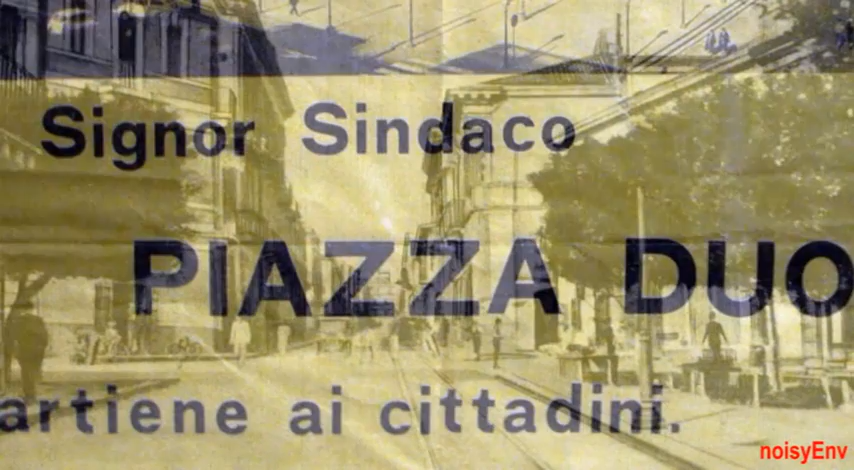 Signor Sindaco
PIAZZA DUO
artiene ai cittadini.
noisyEnv